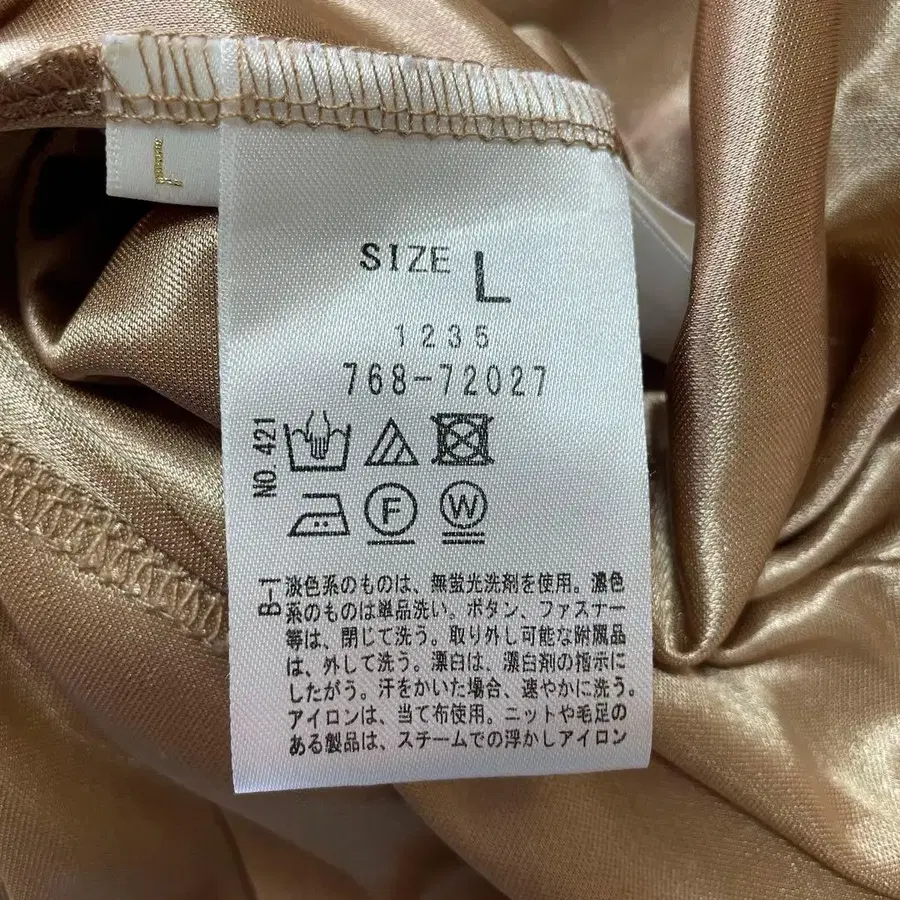 L
SIZE L
1235
768-72027
NO. 421
F
W
B-1
淡色系のものは、無蛍光洗剤を使用。濃色
系のものは単品洗い。ボタン、ファスナー
等は、閉じて洗う。取り外し可能な附属品
は、外して洗う。漂白は、漂白剤の指示に
したがう。汗をかいた場合、速やかに洗う。
アイロンは、当て布使用。ニットや毛足の
ある製品は、スチームでの浮かしアイロン